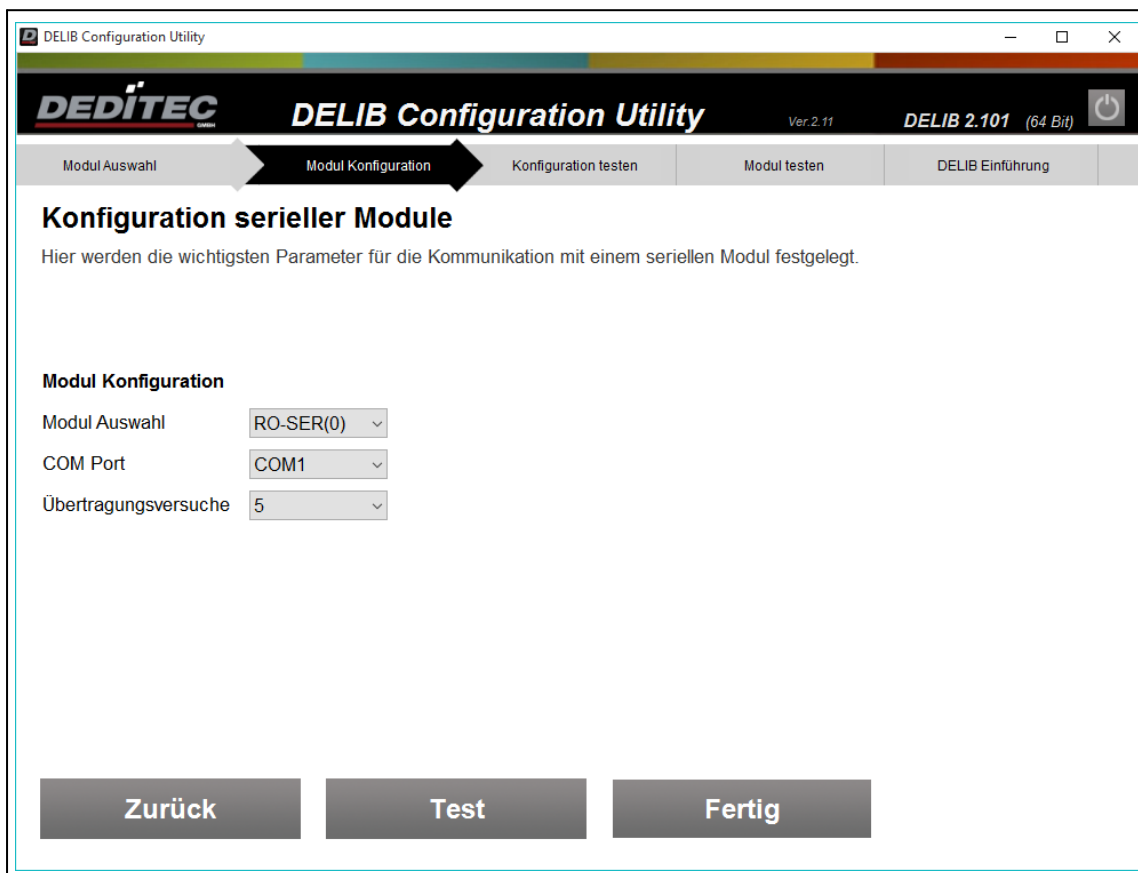 DELIB Configuration Utility
DEDITEC
GMBH
DELIB Configuration Utility
Ver.2.11
DELIB 2.101 (64 Bit)
Modul Auswahl
Modul Konfiguration
Konfiguration testen
Modul testen
DELIB Einführung
Konfiguration serieller Module
Hier werden die wichtigsten Parameter für die Kommunikation mit einem seriellen Modul festgelegt.
Modul Konfiguration
Modul Auswahl RO-SER(0)
COM Port COM1
Übertragungsversuche 5
Zurück
Test
Fertig